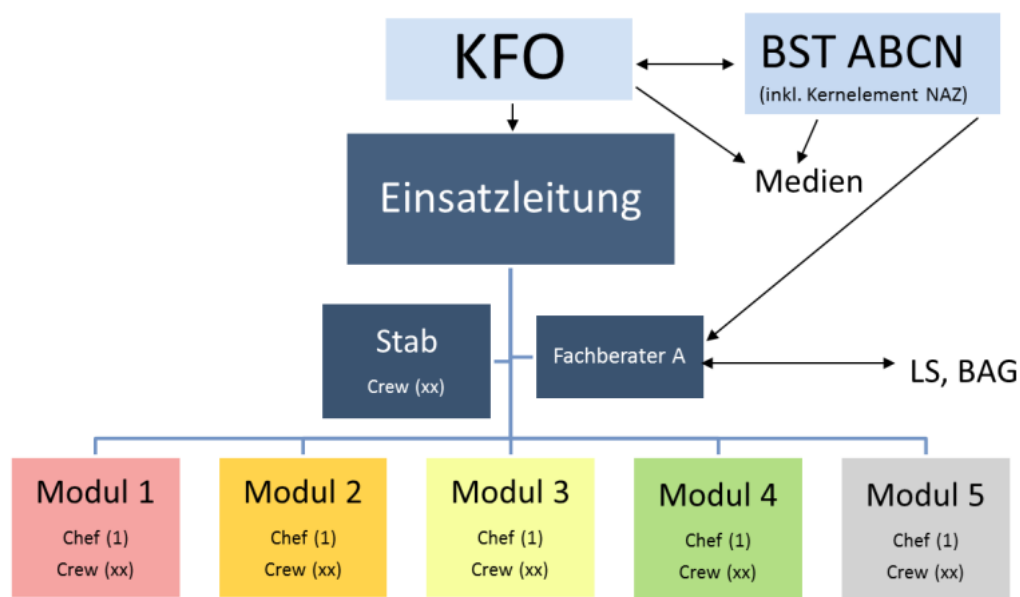 KFO
BST ABCN
(inkl. Kernelement NAZ)
Medien
Einsatzleitung
Stab
Crew (xx)
Fachberater A
LS, BAG
Modul 1
Chef (1)
Crew (xx)
Modul 2
Chef (1)
Crew (xx)
Modul 3
Chef (1)
Crew (xx)
Modul 4
Chef (1)
Crew (xx)
Modul 5
Chef (1)
Crew (xx)